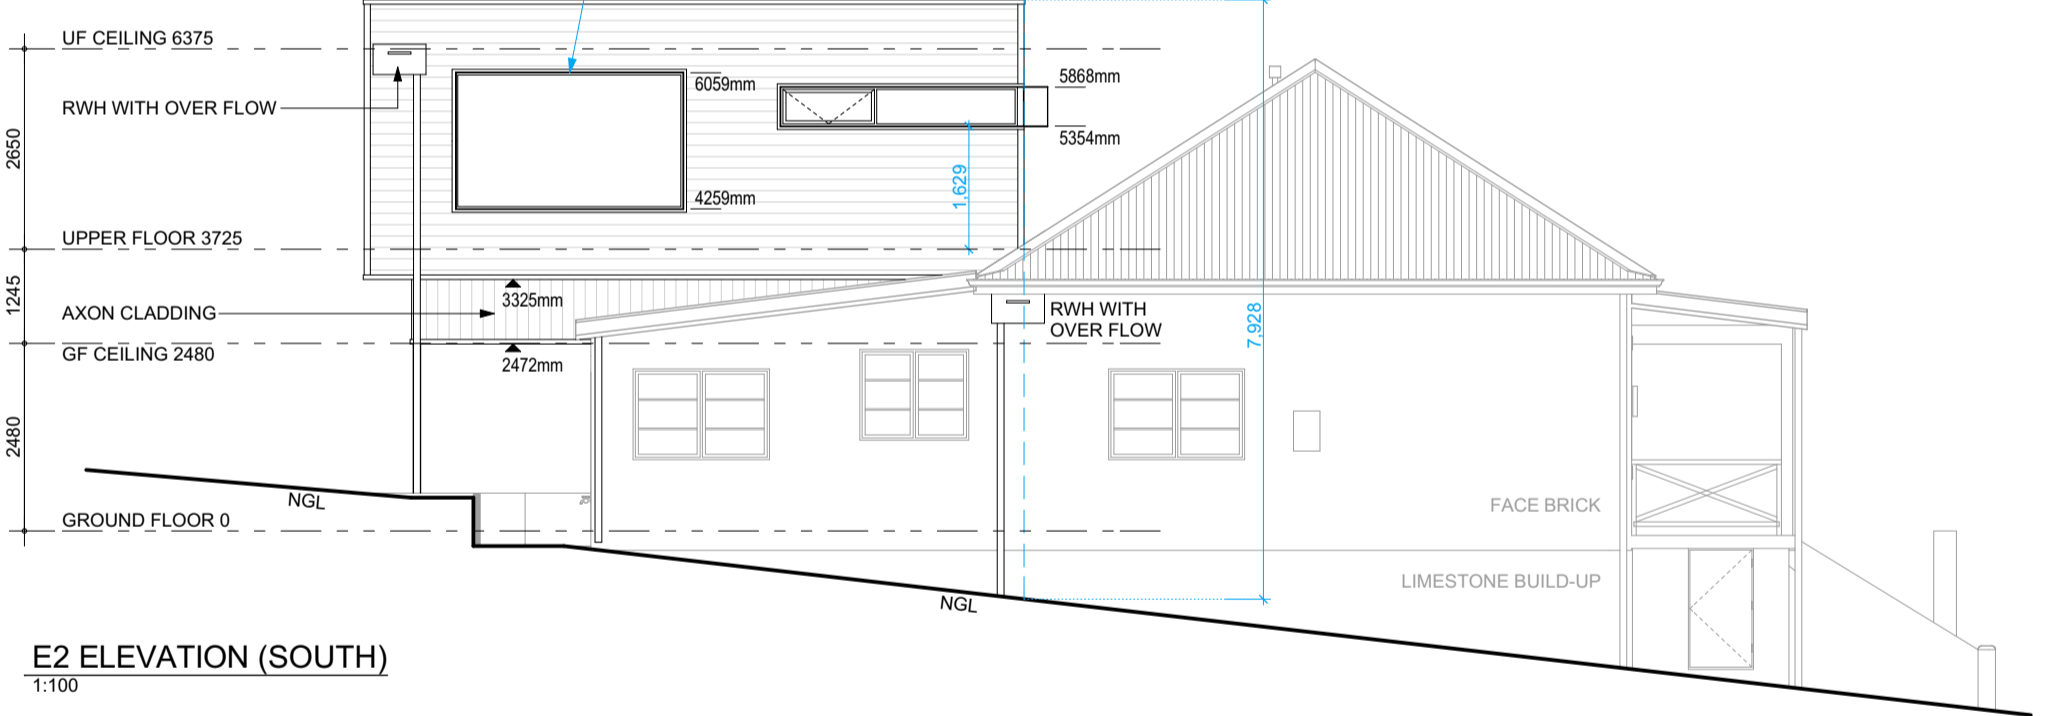 UF CEILING 6375
6059mm
5868mm
RWH WITH OVER FLOW
5354mm
2650
1,629
4259mm
UPPER FLOOR 3725
1245
3325mm
AXON CLADDING
RWH WITH
OVER FLOW
7,928
GF CEILING 2480
2472mm
2480
NGL
FACE BRICK
GROUND FLOOR 0
LIMESTONE BUILD-UP
NGL
E2 ELEVATION (SOUTH)
1:100